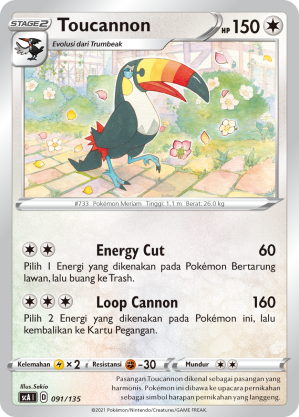 STAGE2 Toucannon HP 150
Evolusi dari Trumbeak
#733 Pokémon Meriam Tinggi: 1.1 m Berat: 26.0 kg
Energy Cut 60
Pilih 1 Energi yang dikenakan pada Pokémon Bertarung
lawan, lalu buang ke Trash.
Loop Cannon 160
Pilih 2 Energi yang dikenakan pada Pokémon ini, lalu
kembalikan ke Kartu Pegangan.
Kelemahan ×2 Resistansi -30 Mundur
Illus.Sekio
Pasangan Toucannon dikenal sebagai pasangan
harmonis. Pokémon ini dibawa ke upacara pernikahan
sebagai simbol harapan pernikahan yang langgeng.
D 091/135
©2021 Pokémon/Nintendo/Creatures/GAME FREAK.